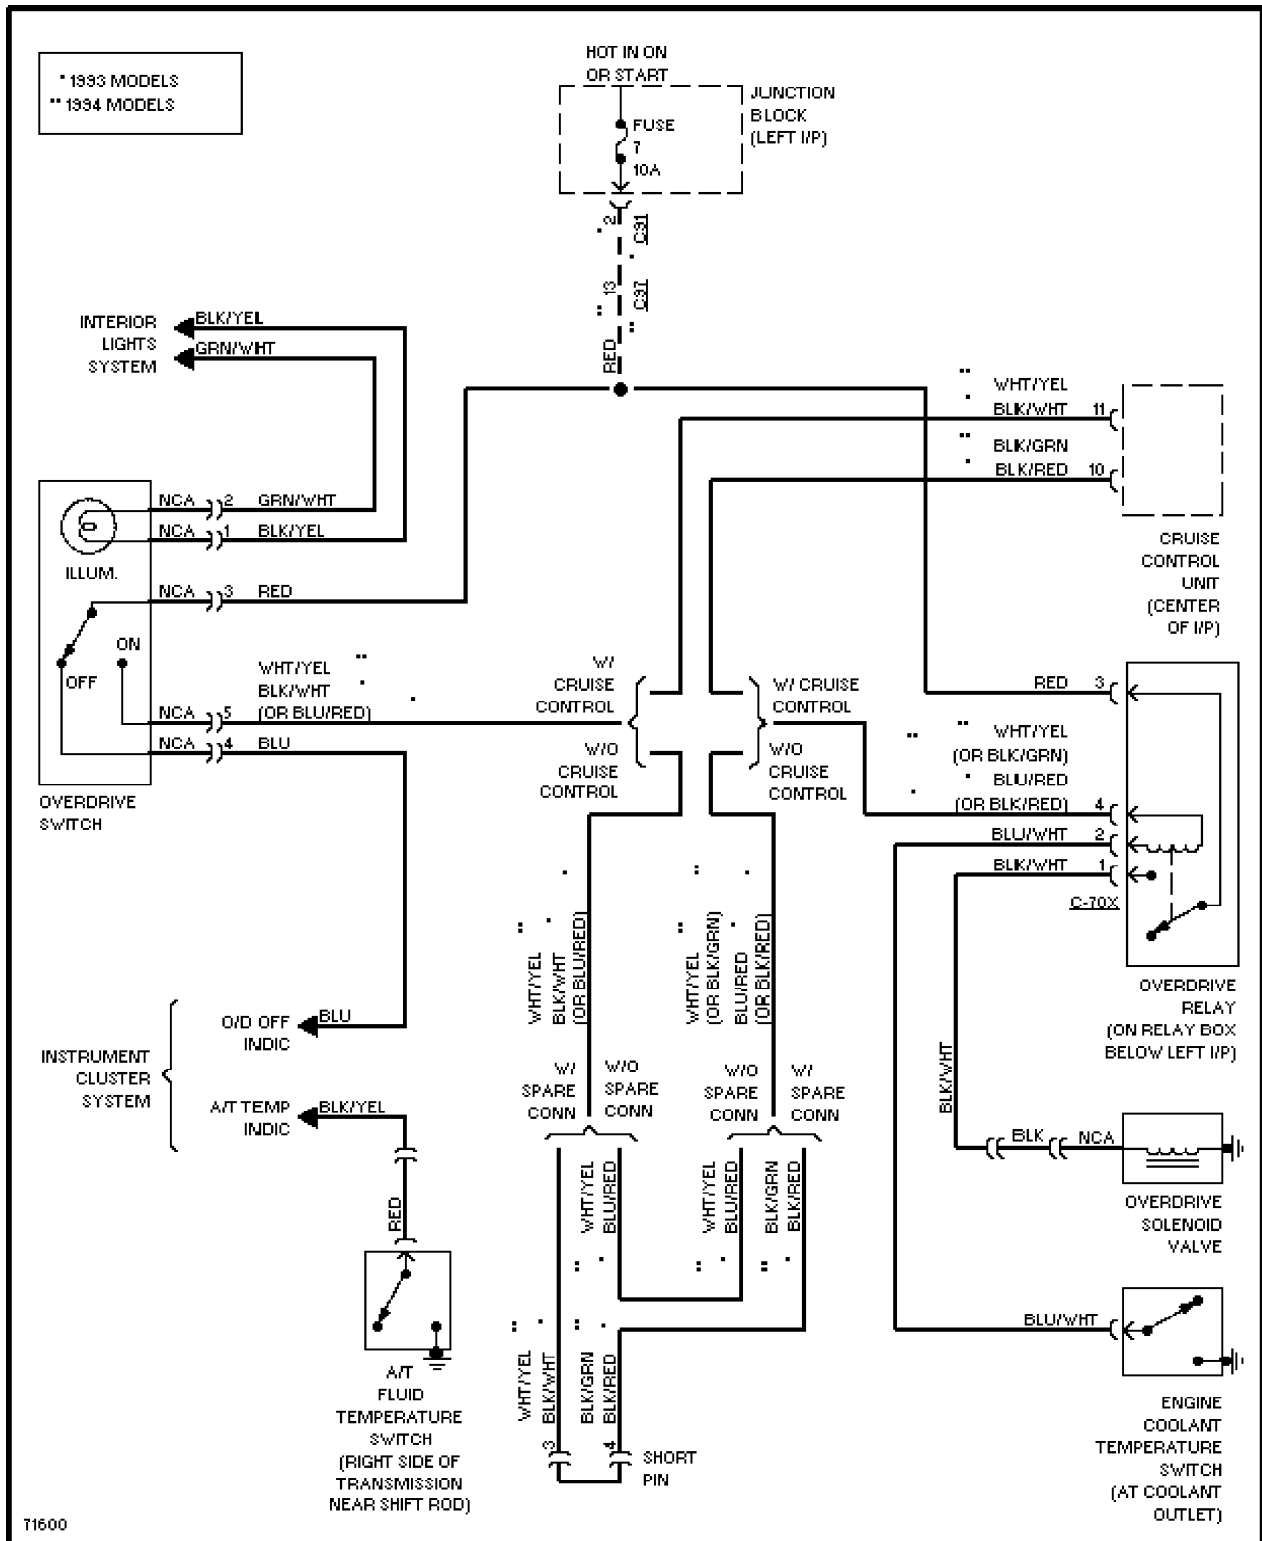 * 1993 MODELS
** 1994 MODELS
HOT IN ON
OR START
JUNCTION
BLOCK
(LEFT I/P)
FUSE
7
10A
2
C91
*
*
13
C97
**
**
RED
INTERIOR
LIGHTS
SYSTEM
BLK/YEL
GRN/WHT
** WHT/YEL
* BLK/WHT 11
** BLK/GRN
* BLK/RED 10
CRUISE
CONTROL
UNIT
(CENTER
OF I/P)
NCA 2 GRN/WHT
NCA 1 BLK/YEL
ILLUM.
NCA 3 RED
ON
OFF
WHT/YEL **
BLK/WHT *
NCA 5 (OR BLU/RED) *
NCA 4 BLU
OVERDRIVE
SWITCH
W/
CRUISE
CONTROL
W/O
CRUISE
CONTROL
W/ CRUISE
CONTROL
W/O
CRUISE
CONTROL
RED 3
** WHT/YEL
** (OR BLK/GRN)
* BLU/RED
* (OR BLK/RED) 4
BLU/WHT 2
BLK/WHT 1
C-70X
OVERDRIVE
RELAY
(ON RELAY BOX
BELOW LEFT I/P)
** WHT/YEL
* BLK/WHT
* (OR BLU/RED)
** WHT/YEL
** (OR BLK/GRN)
* BLU/RED
(OR BLK/RED)
INSTRUMENT
CLUSTER
SYSTEM
O/D OFF
INDIC
BLU
A/T TEMP
INDIC
BLK/YEL
RED
W/
SPARE
CONN
W/O
SPARE
CONN
W/O
SPARE
CONN
W/
SPARE
CONN
BLK/WHT
BLK
NCA
OVERDRIVE
SOLENOID
VALVE
WHT/YEL **
BLU/RED *
WHT/YEL **
BLU/RED *
BLK/GRN **
BLK/RED *
BLU/WHT
ENGINE
COOLANT
TEMPERATURE
SWITCH
(AT COOLANT
OUTLET)
A/T
FLUID
TEMPERATURE
SWITCH
(RIGHT SIDE OF
TRANSMISSION
NEAR SHIFT ROD)
** WHT/YEL
* BLK/WHT
** BLK/GRN
* BLK/RED
3
4
SHORT
PIN
71600